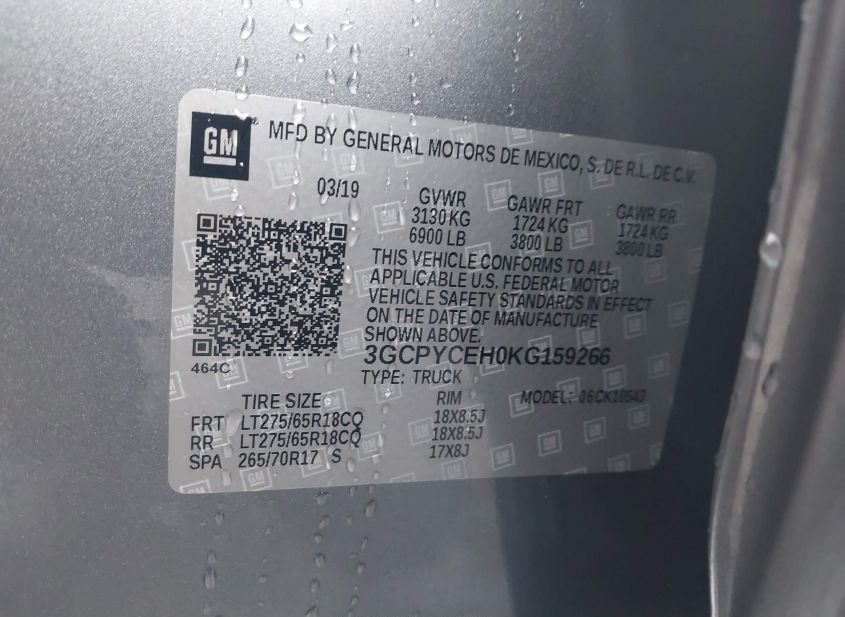 GM® MFD BY GENERAL MOTORS DE MEXICO, S. DE R.L. DE C.V.
03/19 GVWR GAWR FRT GAWR RR
3130 KG 1724 KG 1724 KG
6900 LB 3800 LB 3800 LB
THIS VEHICLE CONFORMS TO ALL
APPLICABLE U.S. FEDERAL MOTOR
VEHICLE SAFETY STANDARDS IN EFFECT
ON THE DATE OF MANUFACTURE
SHOWN ABOVE.
3GCPYCEH0KG159266
464C
TYPE: TRUCK
TIRE SIZE RIM MODEL: 06CK10543
FRT LT275/65R18CQ 18X8.5J
RR LT275/65R18CQ 18X8.5J
SPA 265/70R17 S 17X8J